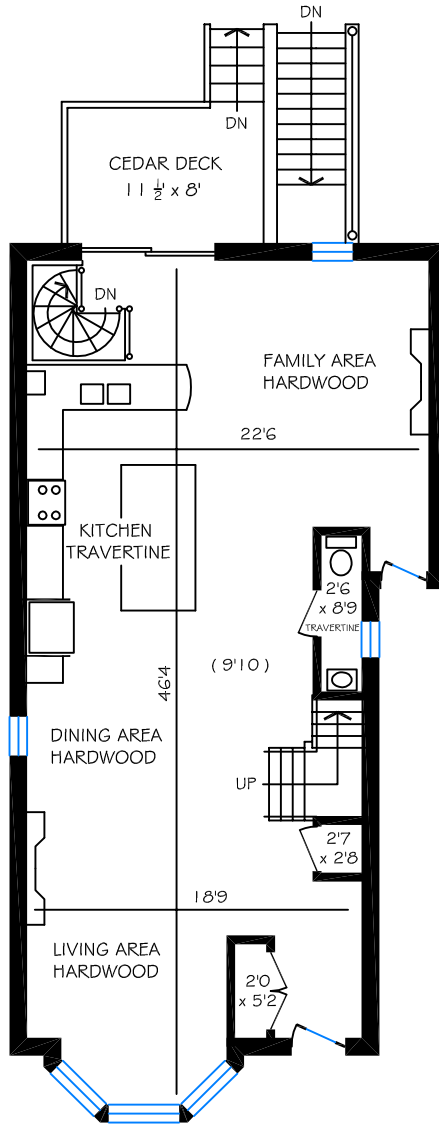 DN
DN
CEDAR DECK
11 ½' x 8'
DN
FAMILY AREA
HARDWOOD
22'6
KITCHEN
TRAVERTINE
2'6
x 8'9
TRAVERTINE
(9'10)
46'4
DINING AREA
HARDWOOD
UP
2'7
x 2'8
18'9
LIVING AREA
HARDWOOD
2'0
x 5'2